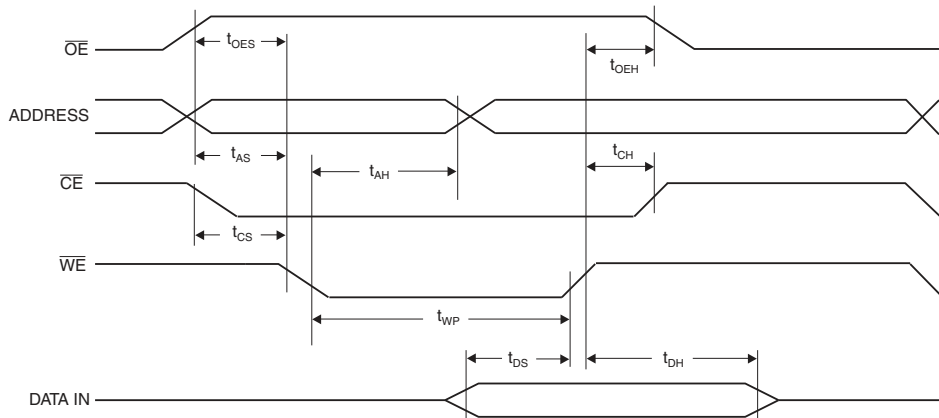 OE
tOES
tOEH
ADDRESS
tAS
tAH
tCH
CE
tCS
WE
tWP
tDS
tDH
DATA IN